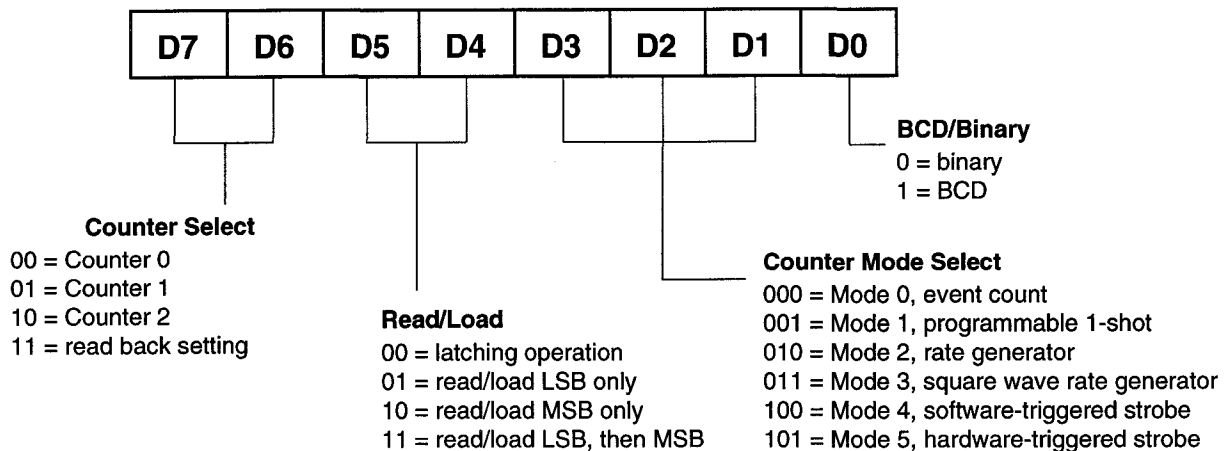 D7 D6 D5 D4 D3 D2 D1 D0
BCD/Binary
0 = binary
1 = BCD
Counter Select
00 = Counter 0
01 = Counter 1
10 = Counter 2
11 = read back setting
Read/Load
00 = latching operation
01 = read/load LSB only
10 = read/load MSB only
11 = read/load LSB, then MSB
Counter Mode Select
000 = Mode 0, event count
001 = Mode 1, programmable 1-shot
010 = Mode 2, rate generator
011 = Mode 3, square wave rate generator
100 = Mode 4, software-triggered strobe
101 = Mode 5, hardware-triggered strobe